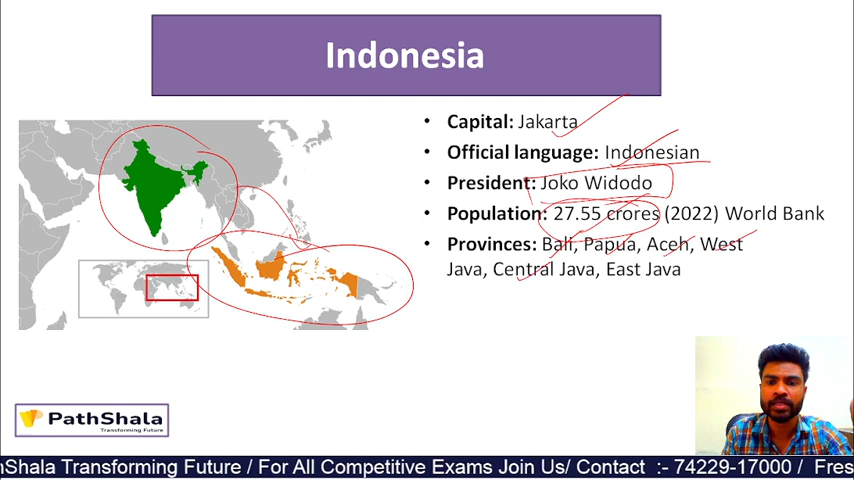 Indonesia
• Capital: Jakarta
• Official language: Indonesian
• President: Joko Widodo
• Population: 27.55 crores (2022) World Bank
• Provinces: Bali, Papua, Aceh, West
Java, Central Java, East Java
PathShala
Transforming Future
hShala Transforming Future / For All Competitive Exams Join Us/ Contact :- 74229-17000 / Fres